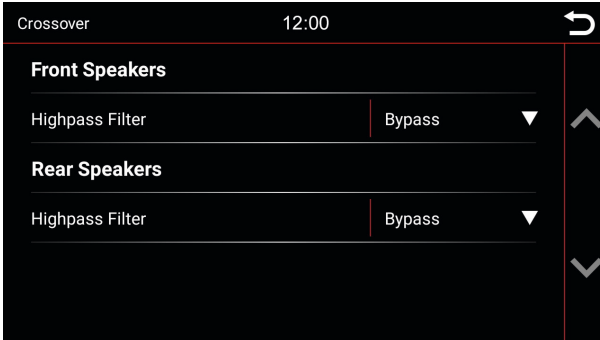 Crossover 12:00
Front Speakers
Highpass Filter Bypass
Rear Speakers
Highpass Filter Bypass